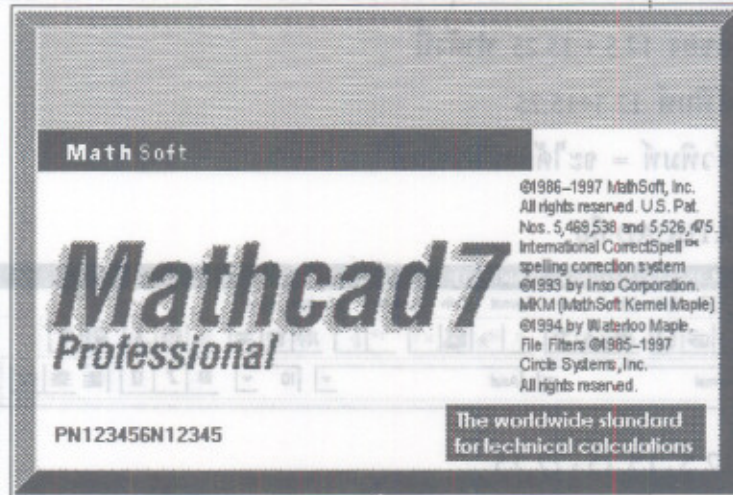 MathSoft
©1986–1997 MathSoft, Inc.
All rights reserved. U.S. Pat.
Nos. 5,469,538 and 5,526,475.
International CorrectSpell™
spelling correction system
©1993 by Inso Corporation.
MKM (MathSoft Kernel Maple)
©1994 by Waterloo Maple.
File Filters ©1985–1997
Circle Systems, Inc.
All rights reserved.
Mathcad 7
Professional
PN123456N12345
The worldwide standard
for technical calculations